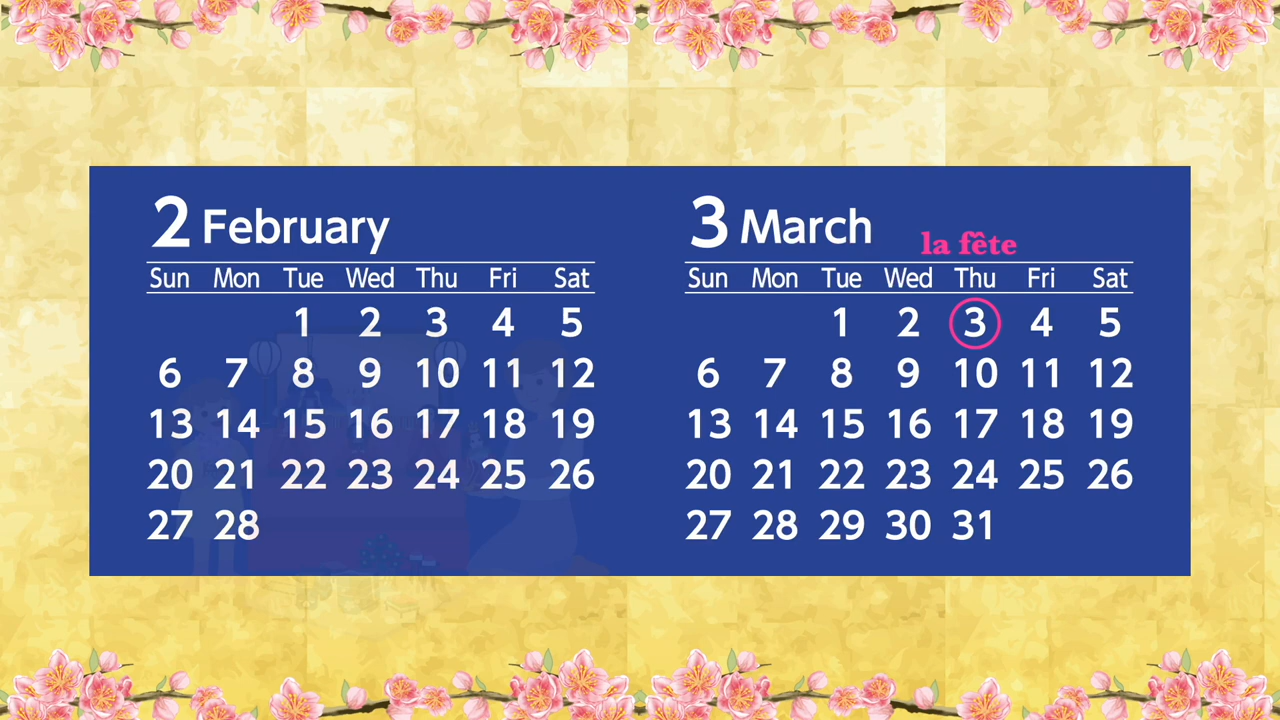 2 February
Sun Mon Tue Wed Thu Fri Sat
1 2 3 4 5
6 7 8 9 10 11 12
13 14 15 16 17 18 19
20 21 22 23 24 25 26
27 28
3 March
la fête
Sun Mon Tue Wed Thu Fri Sat
1 2 3 4 5
6 7 8 9 10 11 12
13 14 15 16 17 18 19
20 21 22 23 24 25 26
27 28 29 30 31